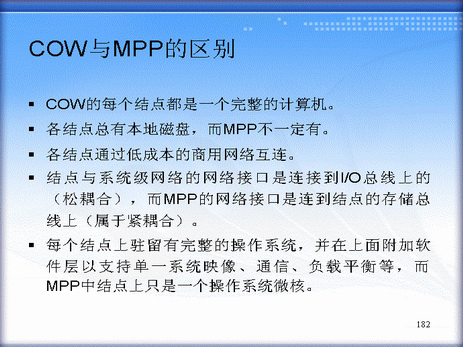 COW与MPP的区别
▪ COW的每个结点都是一个完整的计算机。
▪ 各结点总有本地磁盘，而MPP不一定有。
▪ 各结点通过低成本的商用网络互连。
▪ 结点与系统级网络的网络接口是连接到I/O总线上的
（松耦合），而MPP的网络接口是连到结点的存储总
线上（属于紧耦合）。
▪ 每个结点上驻留有完整的操作系统，并在上面附加软
件层以支持单一系统映像、通信、负载平衡等，而
MPP中结点上只是一个操作系统微核。
182